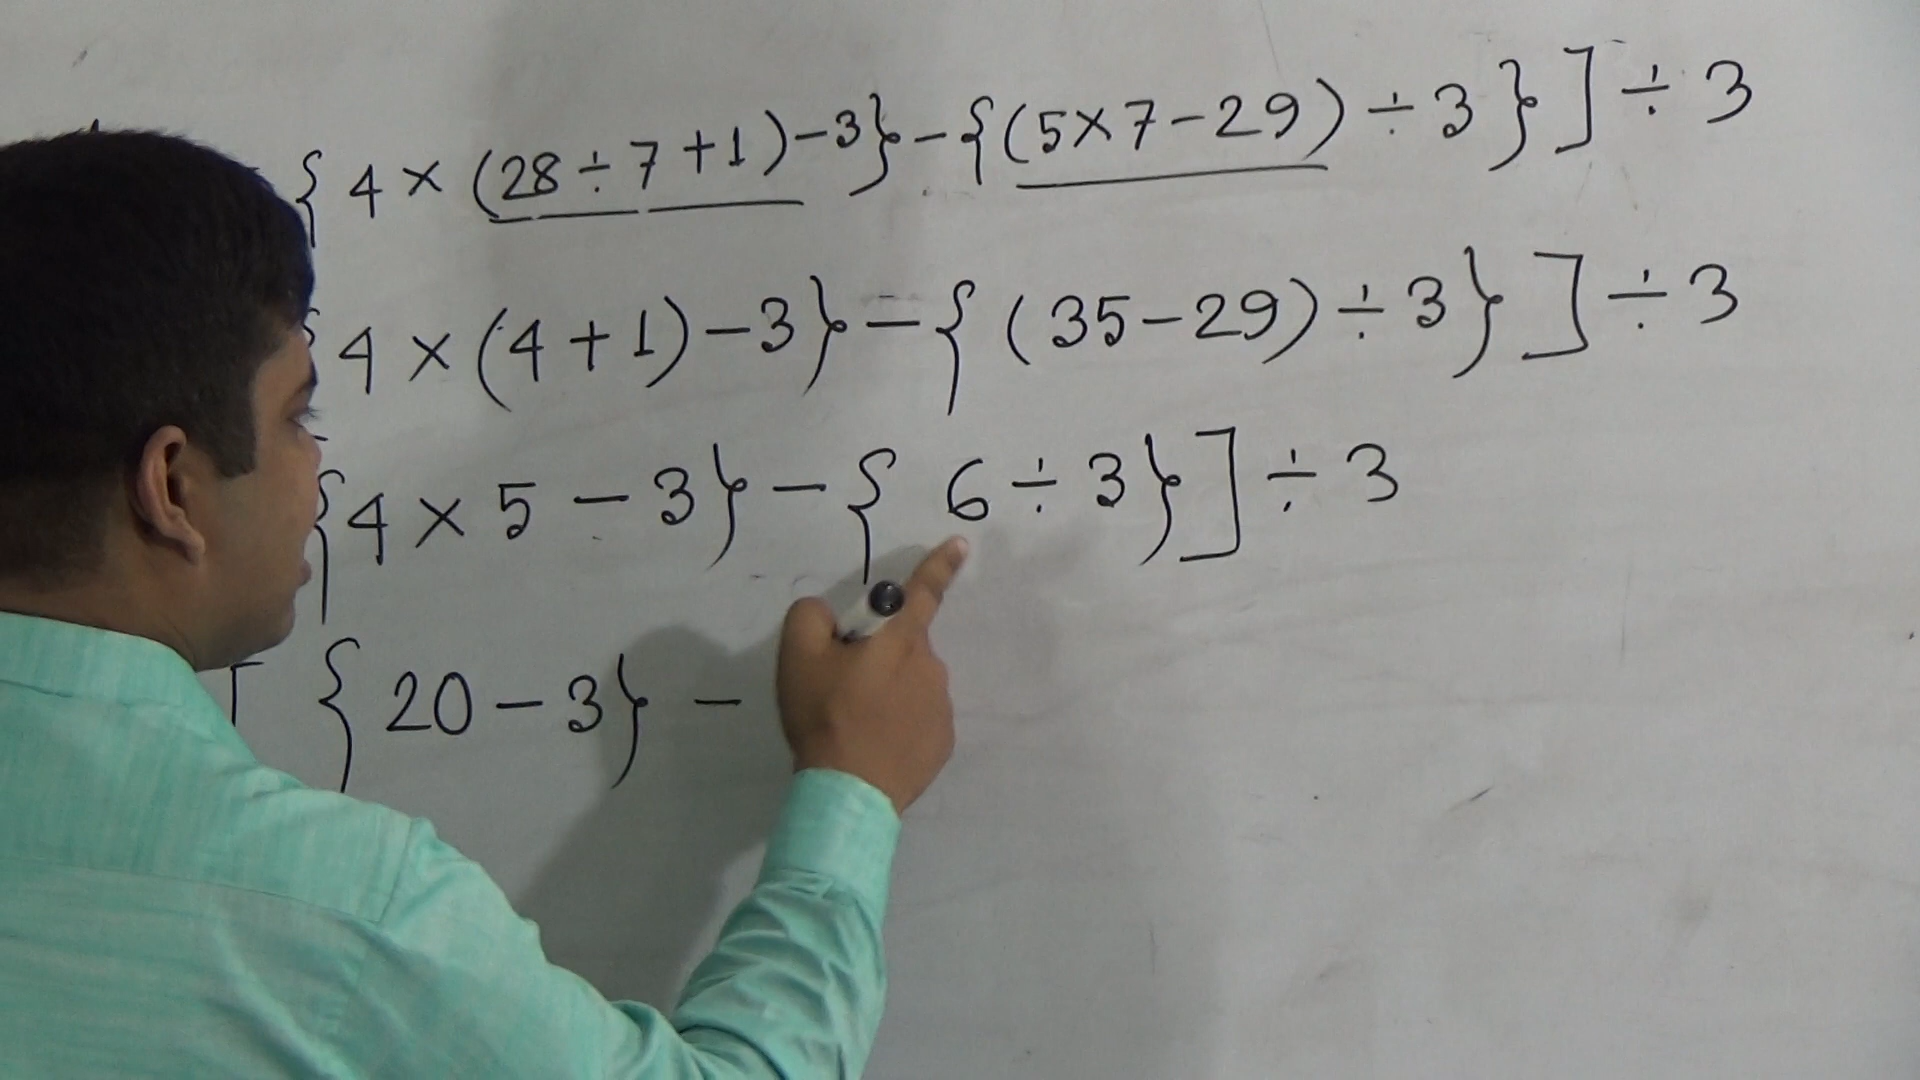 {4 × (28 ÷ 7 + 1) - 3} - {(5 × 7 - 29) ÷ 3}] ÷ 3
{4 × (4 + 1) - 3} - {(35 - 29) ÷ 3}] ÷ 3
{4 × 5 - 3} - {6 ÷ 3}] ÷ 3
[{20 - 3} -